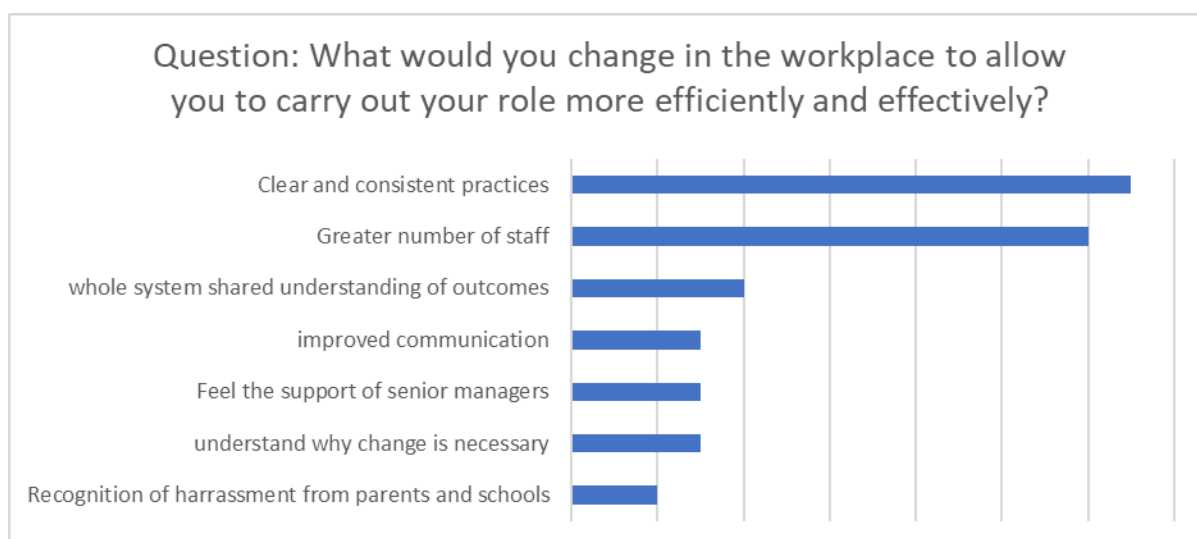 Question: What would you change in the workplace to allow
you to carry out your role more efficiently and effectively?
Clear and consistent practices
Greater number of staff
whole system shared understanding of outcomes
improved communication
Feel the support of senior managers
understand why change is necessary
Recognition of harrassment from parents and schools